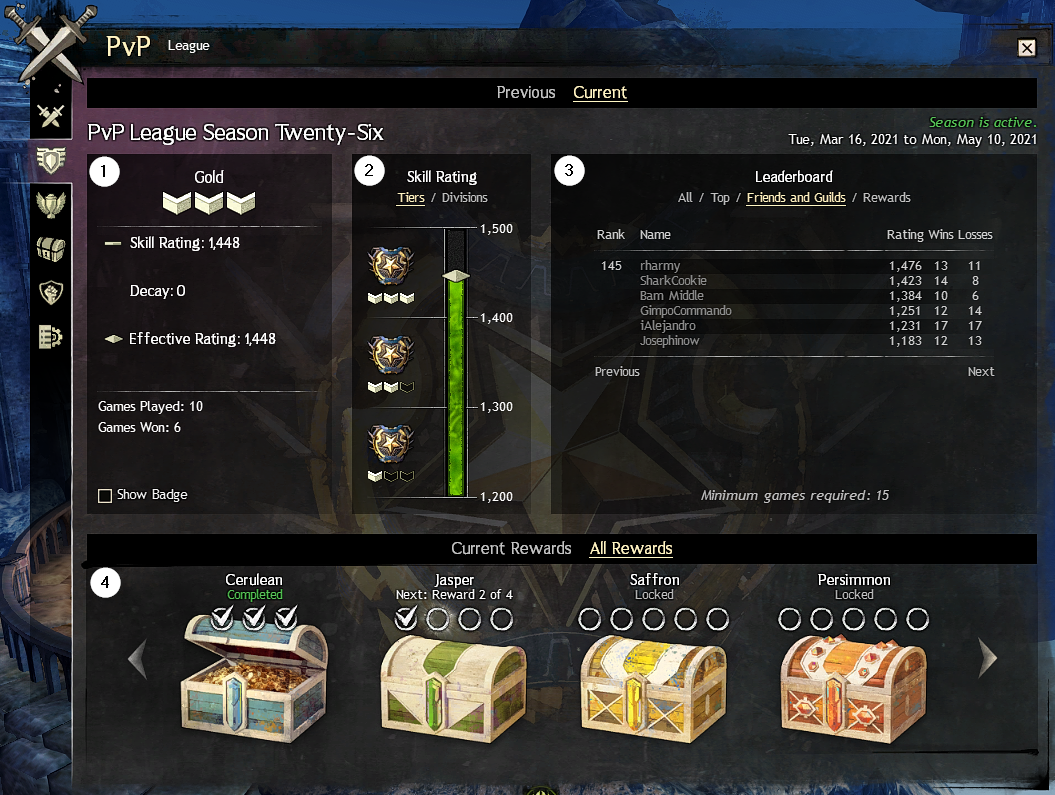 PvP League
Previous Current
PvP League Season Twenty-Six
Season is active.
Tue, Mar 16, 2021 to Mon, May 10, 2021
1
Gold
Skill Rating: 1,448
Decay: 0
Effective Rating: 1,448
Games Played: 10
Games Won: 6
Show Badge
2
Skill Rating
Tiers / Divisions
1,500
1,400
1,300
1,200
3
Leaderboard
All / Top / Friends and Guilds / Rewards
Rank Name Rating Wins Losses
145 rharmy 1,476 13 11
SharkCookie 1,423 14 8
Bam Middle 1,384 10 6
GimpoCommando 1,251 12 14
iAlejandro 1,231 17 17
Josephinow 1,183 12 13
Previous Next
Minimum games required: 15
Current Rewards All Rewards
4
Cerulean
Completed
Jasper
Next: Reward 2 of 4
Saffron
Locked
Persimmon
Locked